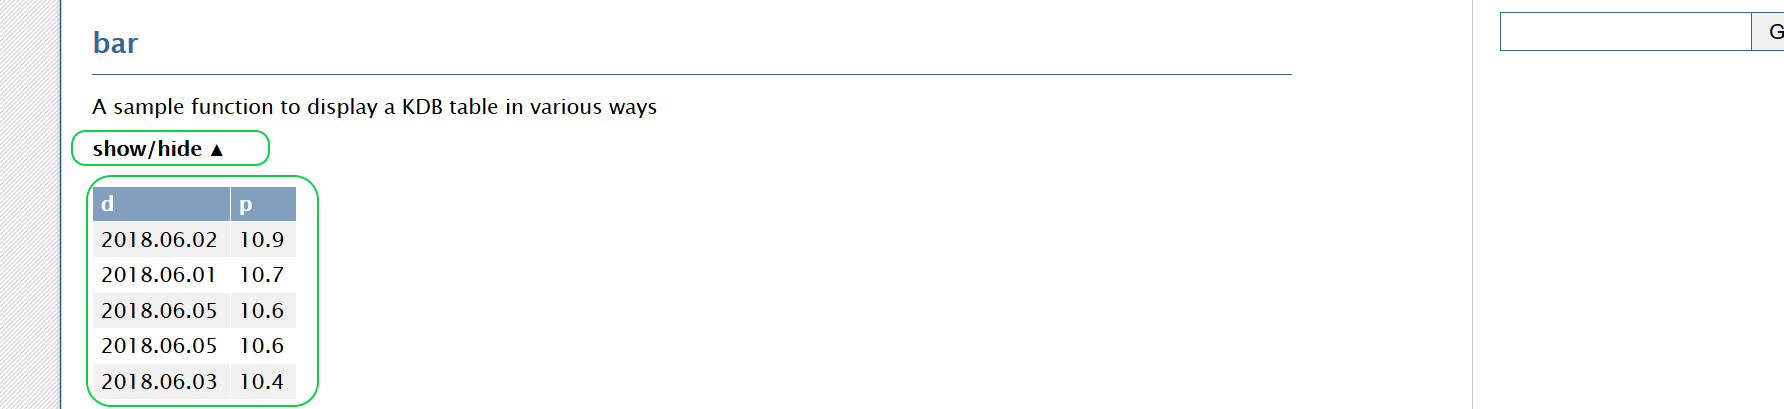 bar
G
A sample function to display a KDB table in various ways
show/hide ▲
d p
2018.06.02 10.9
2018.06.01 10.7
2018.06.05 10.6
2018.06.05 10.6
2018.06.03 10.4